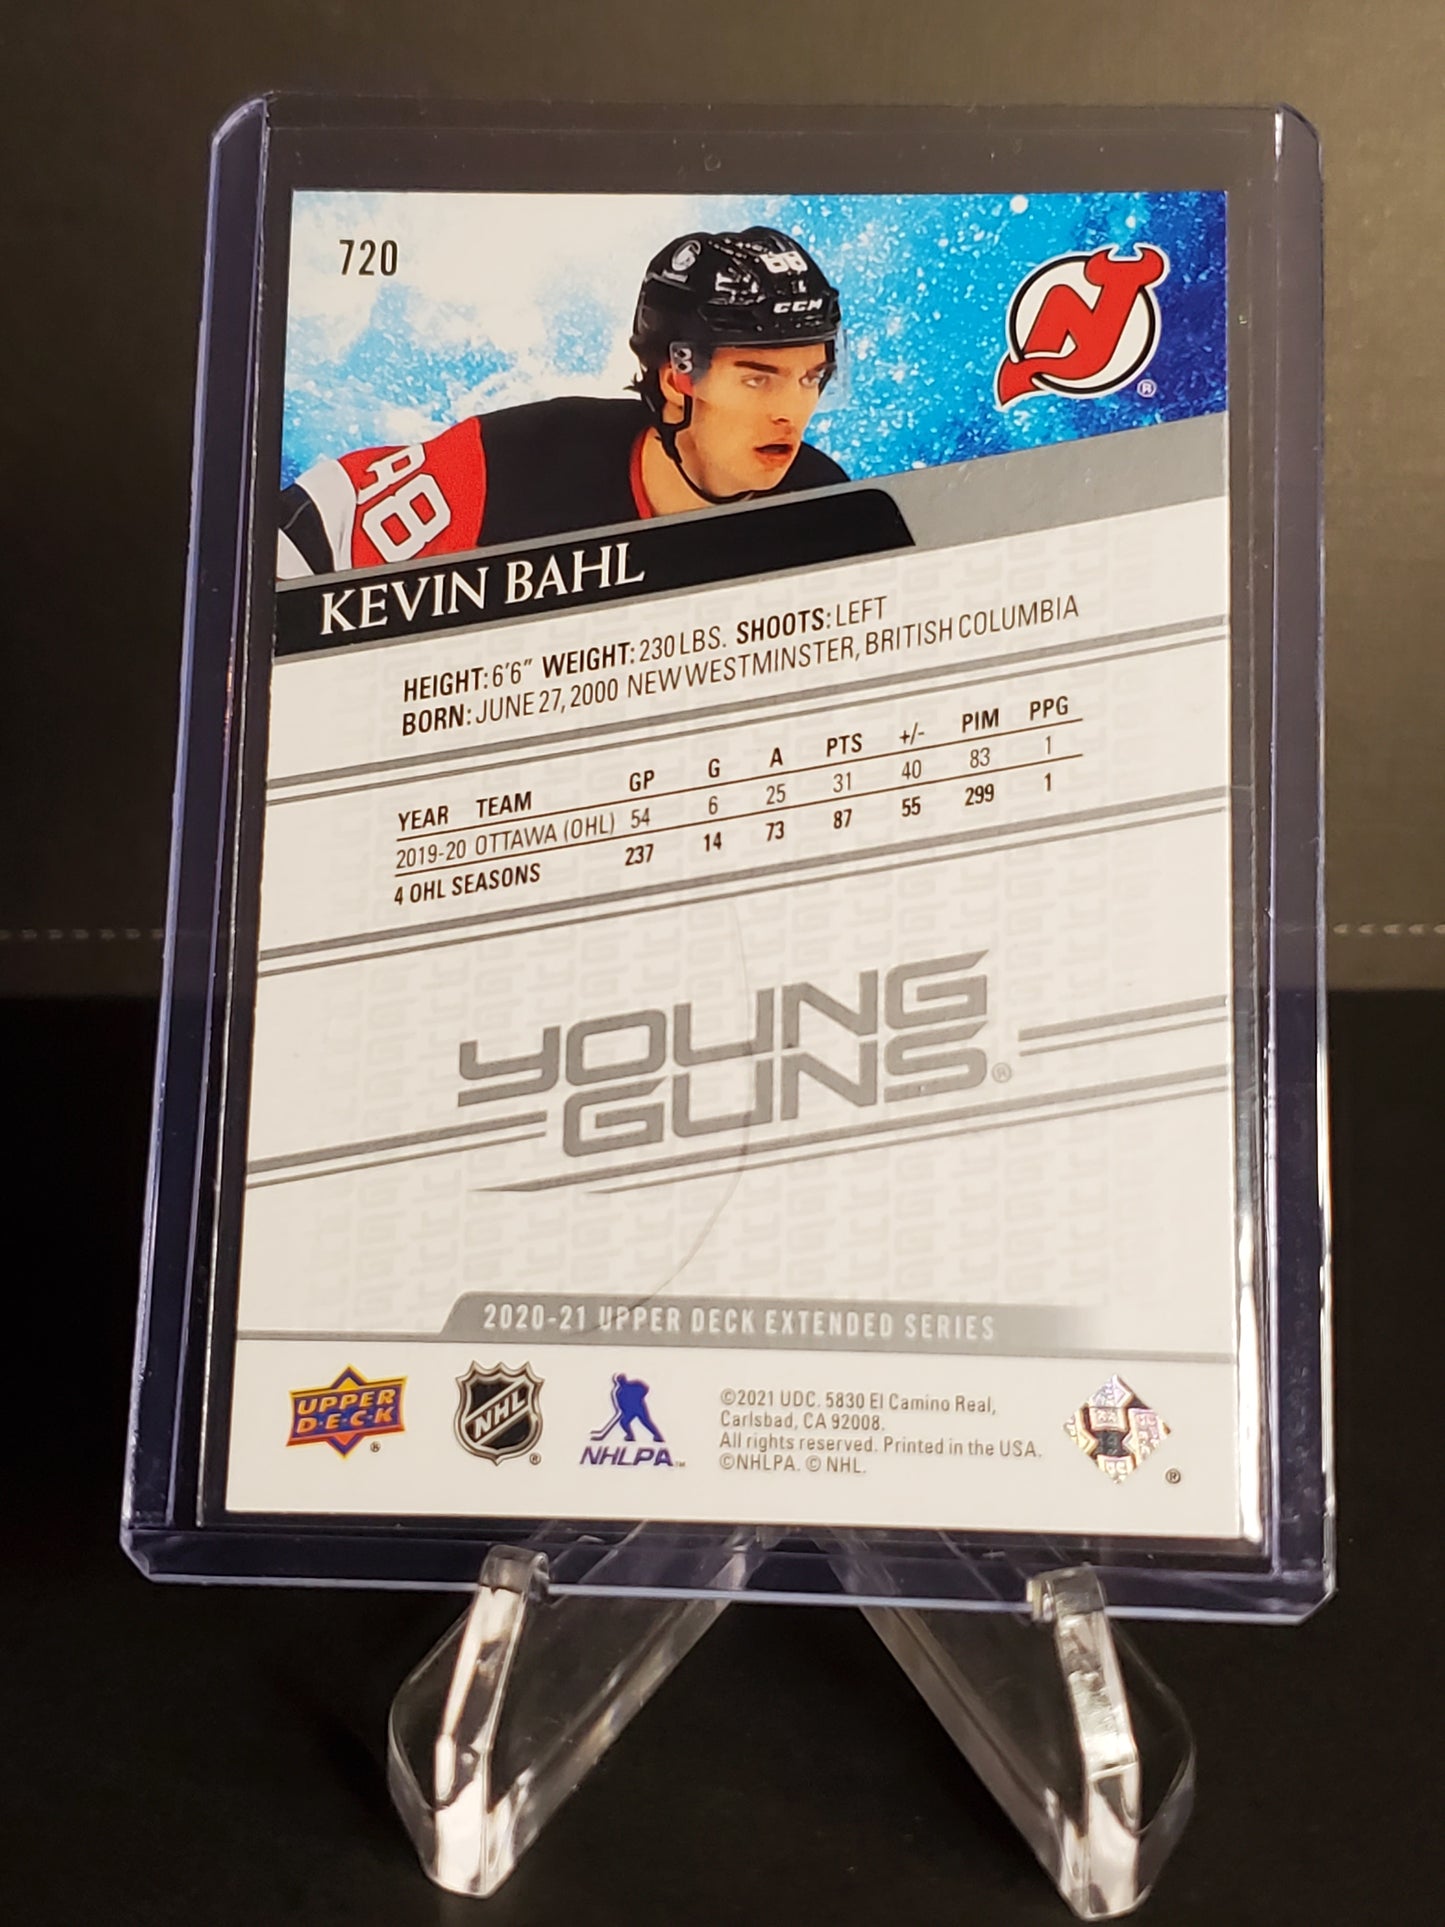 720
88
CCM
88
NJ
®
KEVIN BAHL
HEIGHT: 6'6" WEIGHT: 230 LBS. SHOOTS: LEFT
BORN: JUNE 27, 2000 NEW WESTMINSTER, BRITISH COLUMBIA
YEAR TEAM GP G A PTS +/- PIM PPG
2019-20 OTTAWA (OHL) 54 6 25 31 40 83 1
4 OHL SEASONS 237 14 73 87 55 299 1
YOUNG
GUNS®
2020-21 UPPER DECK EXTENDED SERIES
UPPER
D·E·C·K
®
NHL
®
NHLPA™
©2021 UDC. 5830 El Camino Real,
Carlsbad, CA 92008.
All rights reserved. Printed in the USA.
©NHLPA. © NHL.
®